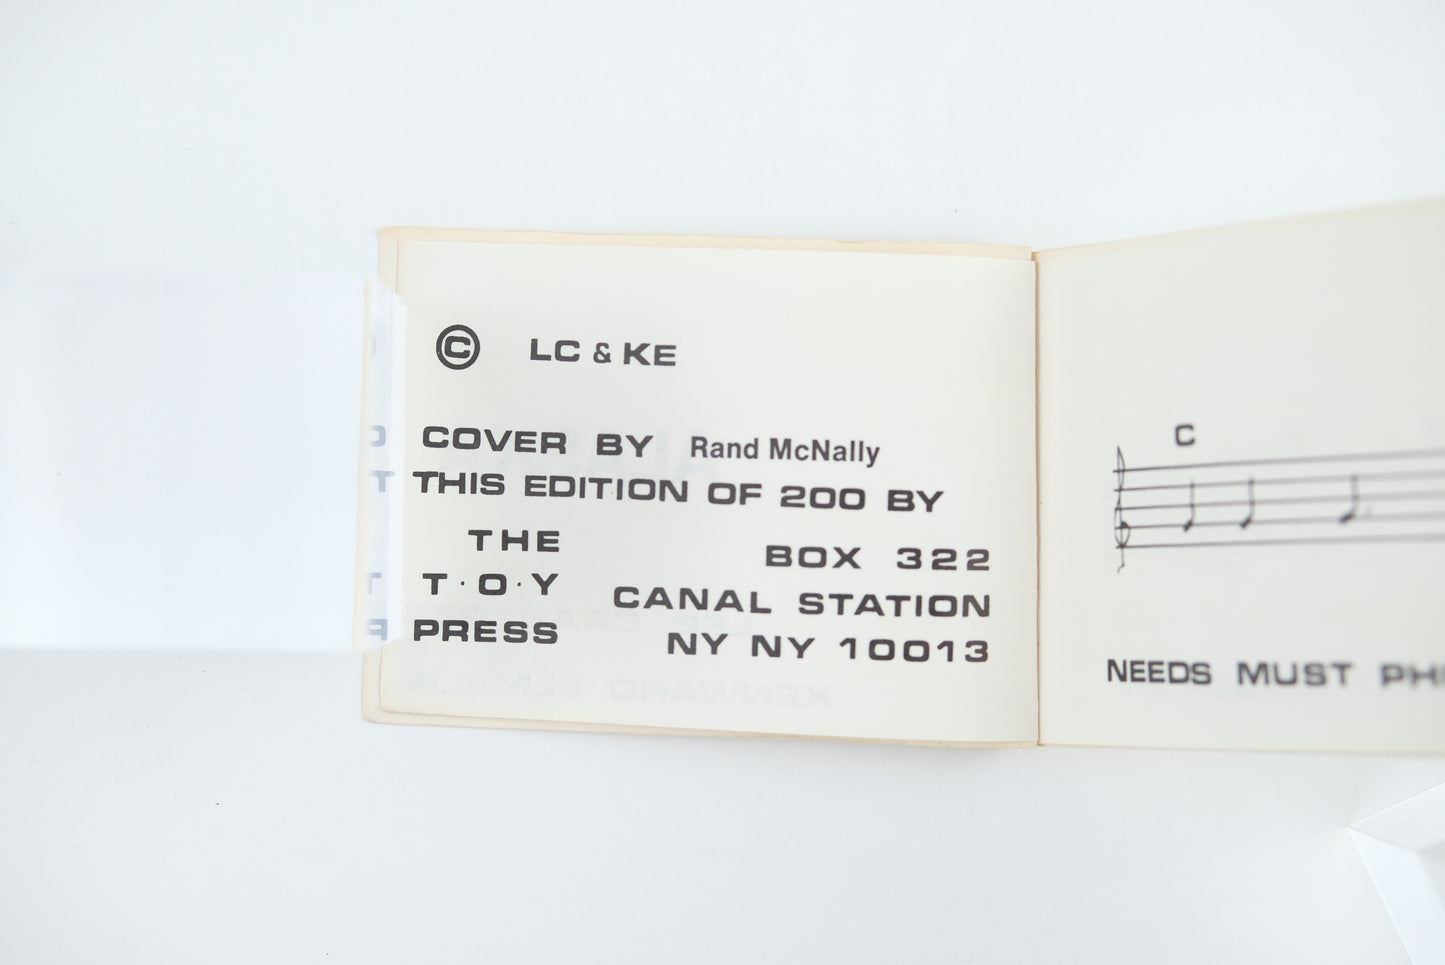 © LC & KE
COVER BY Rand McNally
THIS EDITION OF 200 BY
THE
T·O·Y
PRESS
BOX 322
CANAL STATION
NY NY 10013
C
NEEDS MUST